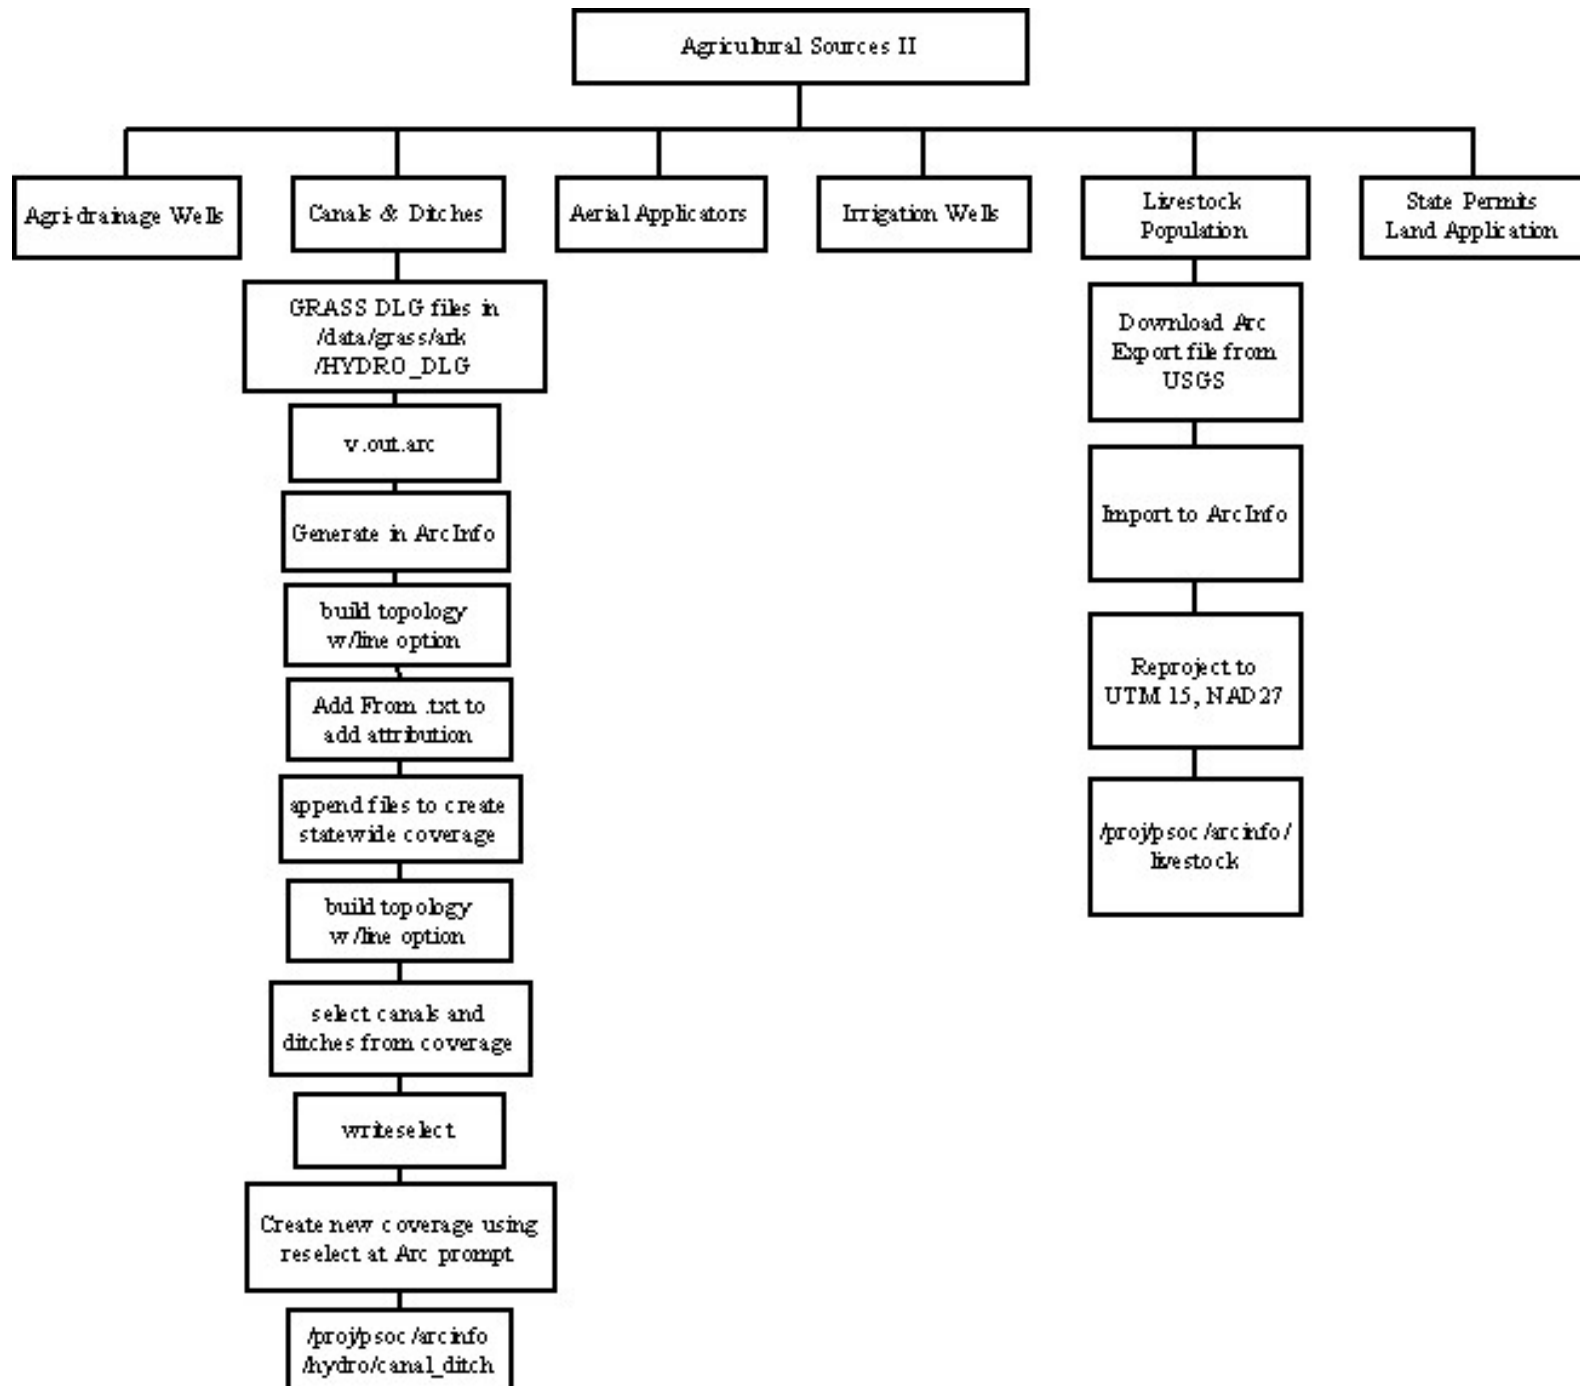 Agricultural Sources II
Agri-drainage Wells
Canals & Ditches
Aerial Applicators
Irrigation Wells
Livestock
Population
State Permits
Land Application
GRASS DLG files in
/data/grass/ark
/HYDRO_DLG
v.out.arc
Generate in ArcInfo
build topology
w/line option
Add From .txt to
add attribution
append files to create
statewide coverage
build topology
w/line option
select canals and
ditches from coverage
writeselect
Create new coverage using
reselect at Arc prompt
/proj/psoc/arcinfo
/hydro/canal_ditch
Download Arc
Export file from
USGS
Import to ArcInfo
Reproject to
UTM 15, NAD27
/proj/psoc/arcinfo/
livestock